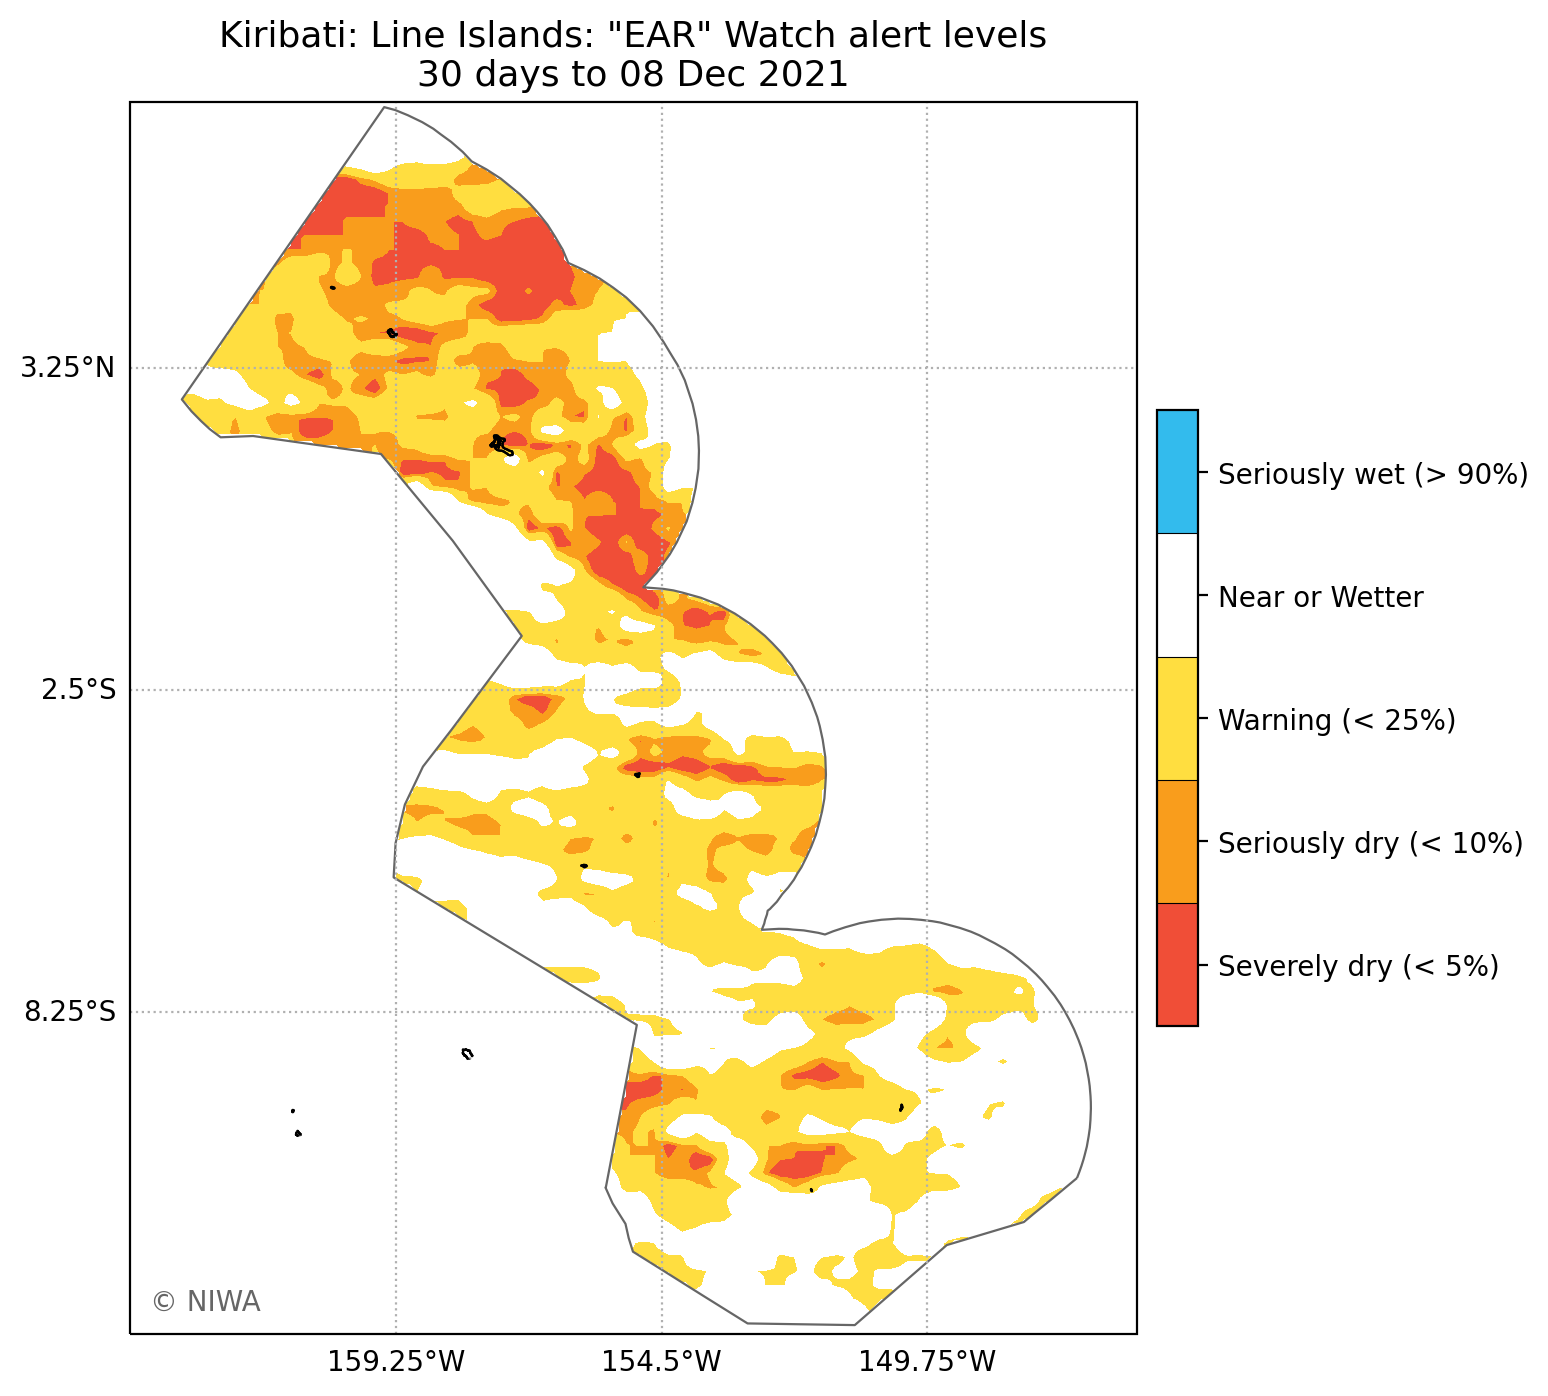 Kiribati: Line Islands: "EAR" Watch alert levels
30 days to 08 Dec 2021
3.25°N
2.5°S
8.25°S
159.25°W
154.5°W
149.75°W
Seriously wet (> 90%)
Near or Wetter
Warning (< 25%)
Seriously dry (< 10%)
Severely dry (< 5%)
© NIWA